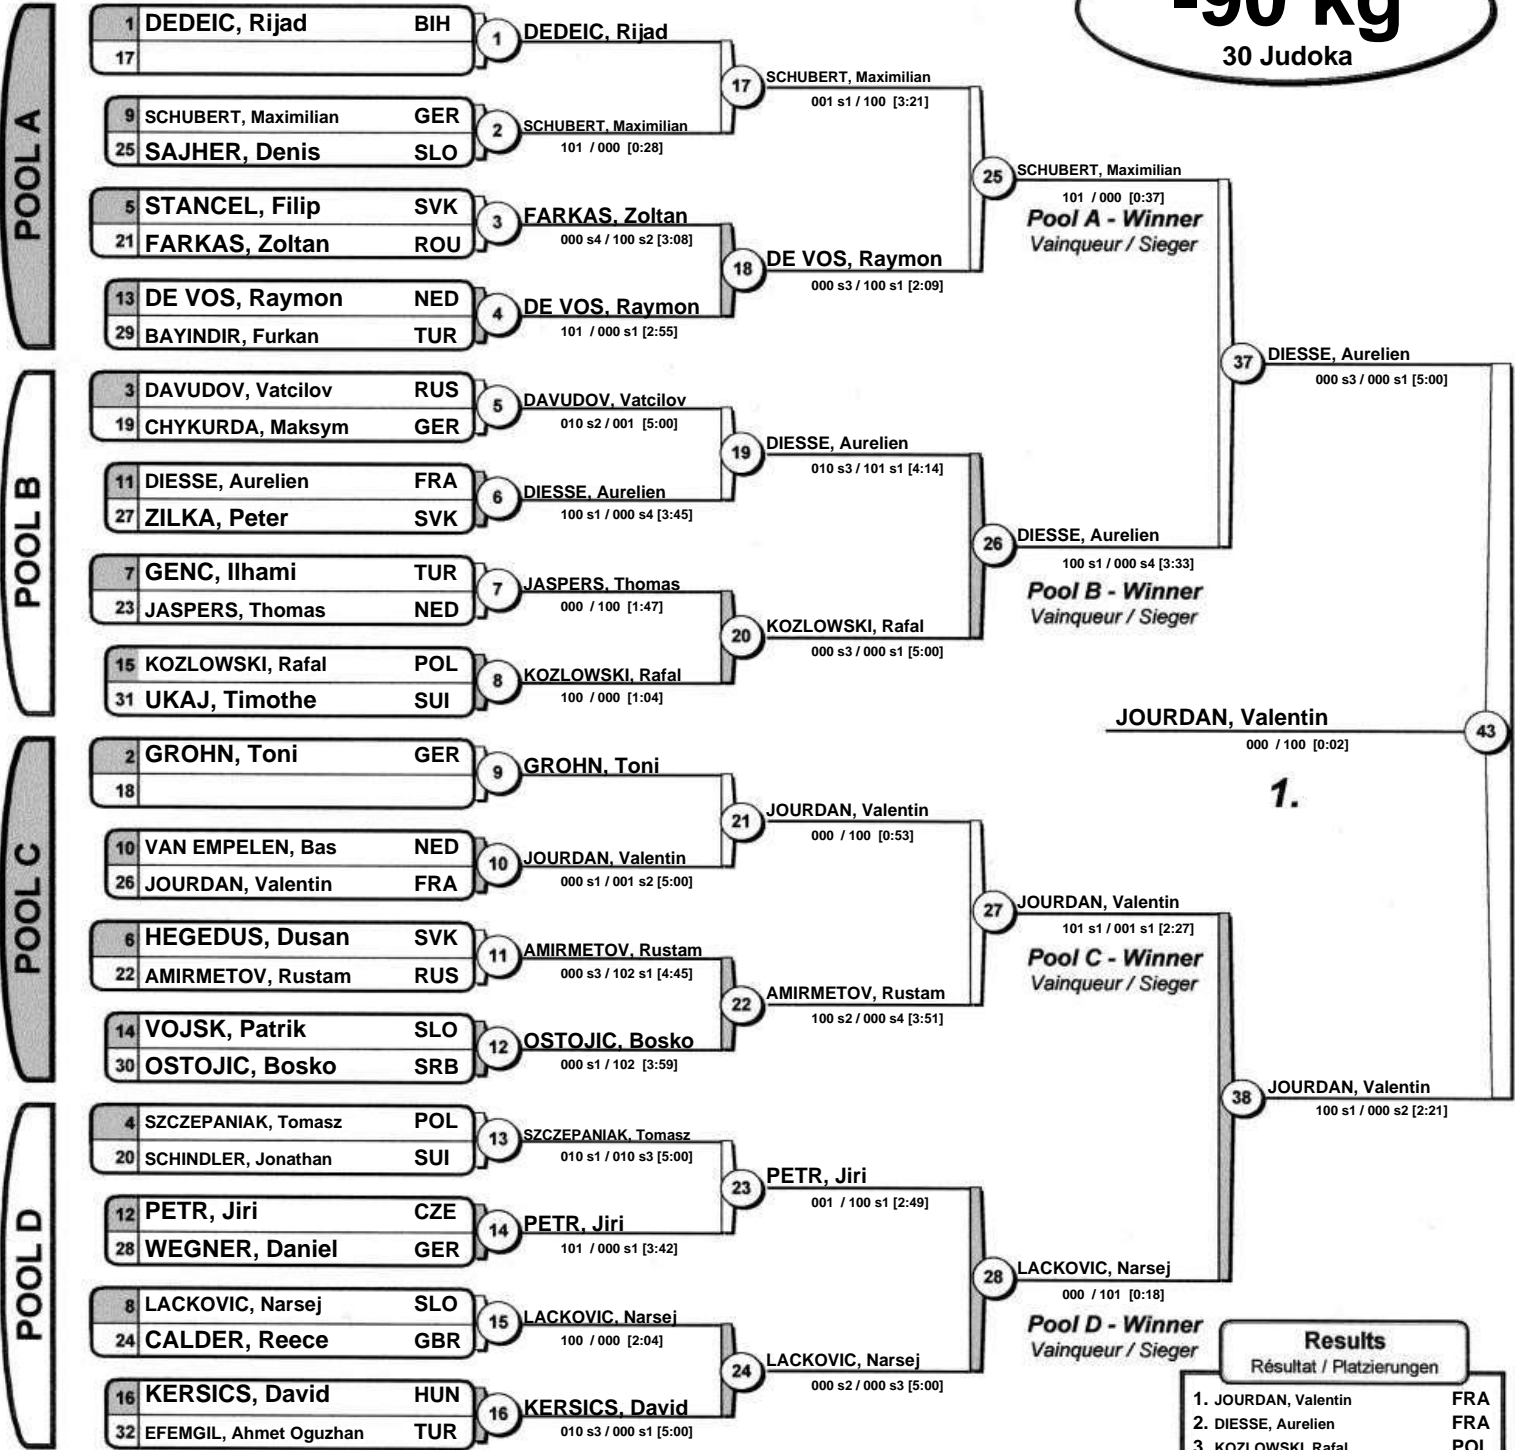 -90 kg
30 Judoka
POOL A
1 DEDEIC, Rijad BIH
17
9 SCHUBERT, Maximilian GER
25 SAJHER, Denis SLO
5 STANCEL, Filip SVK
21 FARKAS, Zoltan ROU
13 DE VOS, Raymon NED
29 BAYINDIR, Furkan TUR
POOL B
3 DAVUDOV, Vatcilov RUS
19 CHYKURDA, Maksym GER
11 DIESSE, Aurelien FRA
27 ZILKA, Peter SVK
7 GENC, Ilhami TUR
23 JASPERS, Thomas NED
15 KOZLOWSKI, Rafal POL
31 UKAJ, Timothe SUI
POOL C
2 GROHN, Toni GER
18
10 VAN EMPELEN, Bas NED
26 JOURDAN, Valentin FRA
6 HEGEDUS, Dusan SVK
22 AMIRMETOV, Rustam RUS
14 VOJSK, Patrik SLO
30 OSTOJIC, Bosko SRB
POOL D
4 SZCZEPANIAK, Tomasz POL
20 SCHINDLER, Jonathan SUI
12 PETR, Jiri CZE
28 WEGNER, Daniel GER
8 LACKOVIC, Narsej SLO
24 CALDER, Reece GBR
16 KERSICS, David HUN
32 EFEMGIL, Ahmet Oguzhan TUR
1 DEDEIC, Rijad
2 SCHUBERT, Maximilian
101 / 000 [0:28]
3 FARKAS, Zoltan
000 s4 / 100 s2 [3:08]
4 DE VOS, Raymon
101 / 000 s1 [2:55]
5 DAVUDOV, Vatcilov
010 s2 / 001 [5:00]
6 DIESSE, Aurelien
100 s1 / 000 s4 [3:45]
7 JASPERS, Thomas
000 / 100 [1:47]
8 KOZLOWSKI, Rafal
100 / 000 [1:04]
9 GROHN, Toni
10 JOURDAN, Valentin
000 s1 / 001 s2 [5:00]
11 AMIRMETOV, Rustam
000 s3 / 102 s1 [4:45]
12 OSTOJIC, Bosko
000 s1 / 102 [3:59]
13 SZCZEPANIAK, Tomasz
010 s1 / 010 s3 [5:00]
14 PETR, Jiri
101 / 000 s1 [3:42]
15 LACKOVIC, Narsej
100 / 000 [2:04]
16 KERSICS, David
010 s3 / 000 s1 [5:00]
17 SCHUBERT, Maximilian
001 s1 / 100 [3:21]
18 DE VOS, Raymon
000 s3 / 100 s1 [2:09]
19 DIESSE, Aurelien
010 s3 / 101 s1 [4:14]
20 KOZLOWSKI, Rafal
000 s3 / 000 s1 [5:00]
21 JOURDAN, Valentin
000 / 100 [0:53]
22 AMIRMETOV, Rustam
100 s2 / 000 s4 [3:51]
23 PETR, Jiri
001 / 100 s1 [2:49]
24 LACKOVIC, Narsej
000 s2 / 000 s3 [5:00]
25 SCHUBERT, Maximilian
101 / 000 [0:37]
Pool A - Winner
Vainqueur / Sieger
26 DIESSE, Aurelien
100 s1 / 000 s4 [3:33]
Pool B - Winner
Vainqueur / Sieger
27 JOURDAN, Valentin
101 s1 / 001 s1 [2:27]
Pool C - Winner
Vainqueur / Sieger
28 LACKOVIC, Narsej
000 / 101 [0:18]
Pool D - Winner
Vainqueur / Sieger
37 DIESSE, Aurelien
000 s3 / 000 s1 [5:00]
38 JOURDAN, Valentin
100 s1 / 000 s2 [2:21]
JOURDAN, Valentin 43
000 / 100 [0:02]
1.
Results
Résultat / Platzierungen
1. JOURDAN, Valentin FRA
2. DIESSE, Aurelien FRA
3. KOZLOWSKI, Rafal POL